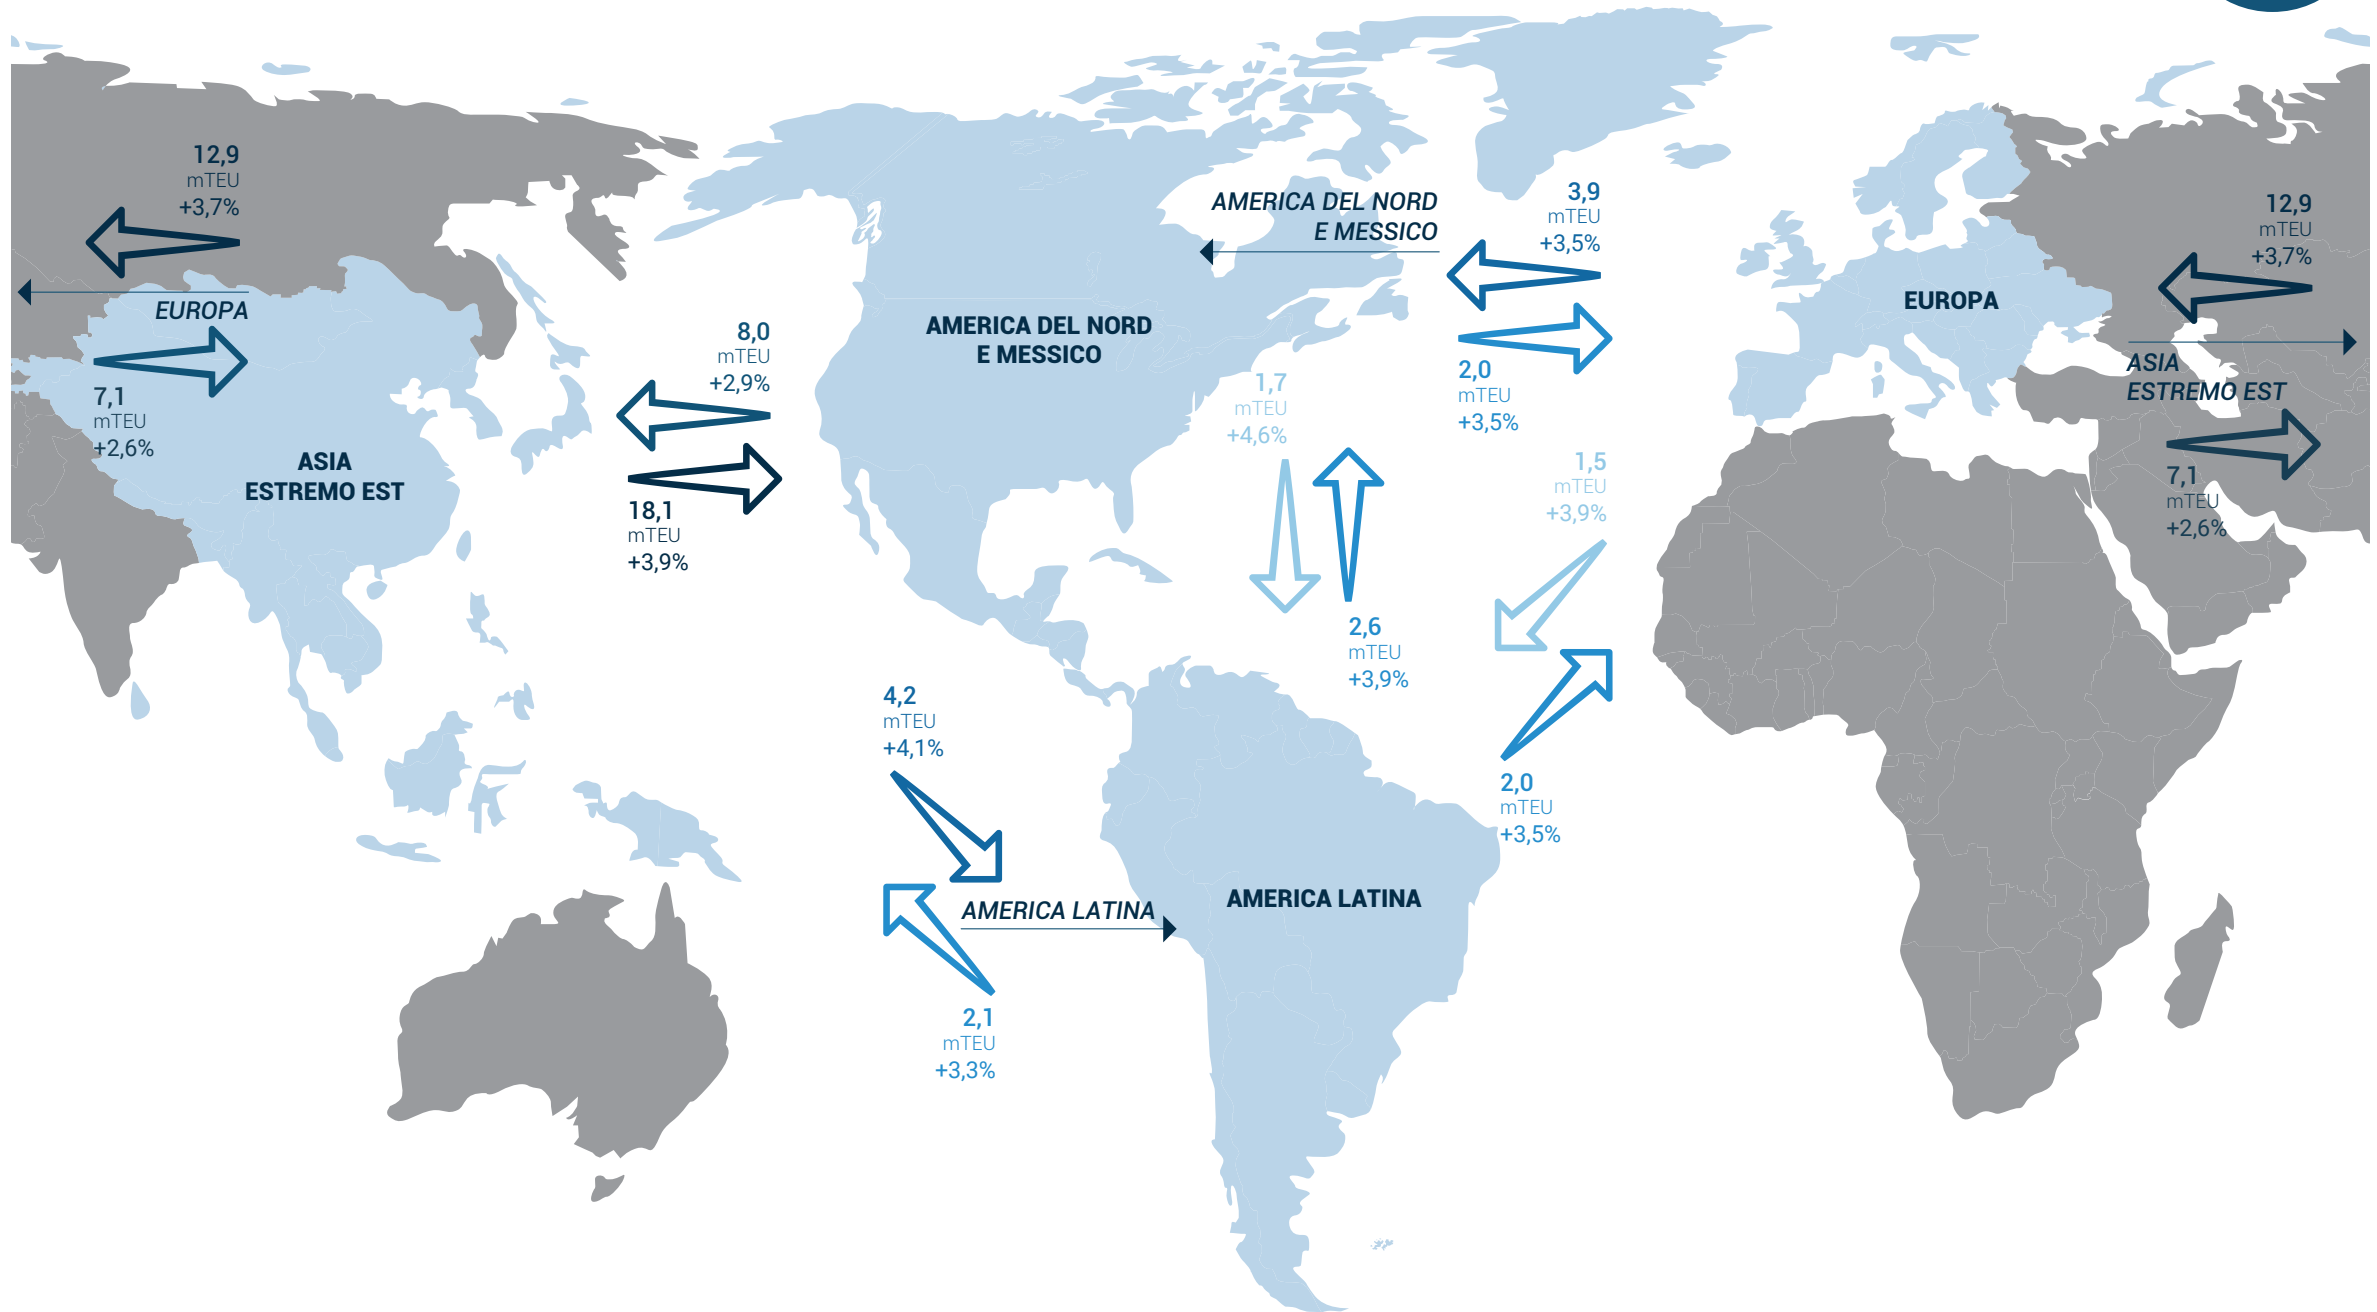 12,9
mTEU
+3,7%
EUROPA
7,1
mTEU
+2,6%
ASIA
ESTREMO EST
8,0
mTEU
+2,9%
18,1
mTEU
+3,9%
AMERICA DEL NORD
E MESSICO
AMERICA DEL NORD
E MESSICO
3,9
mTEU
+3,5%
2,0
mTEU
+3,5%
1,7
mTEU
+4,6%
2,6
mTEU
+3,9%
1,5
mTEU
+3,9%
2,0
mTEU
+3,5%
4,2
mTEU
+4,1%
AMERICA LATINA
2,1
mTEU
+3,3%
AMERICA LATINA
EUROPA
12,9
mTEU
+3,7%
ASIA
ESTREMO EST
7,1
mTEU
+2,6%